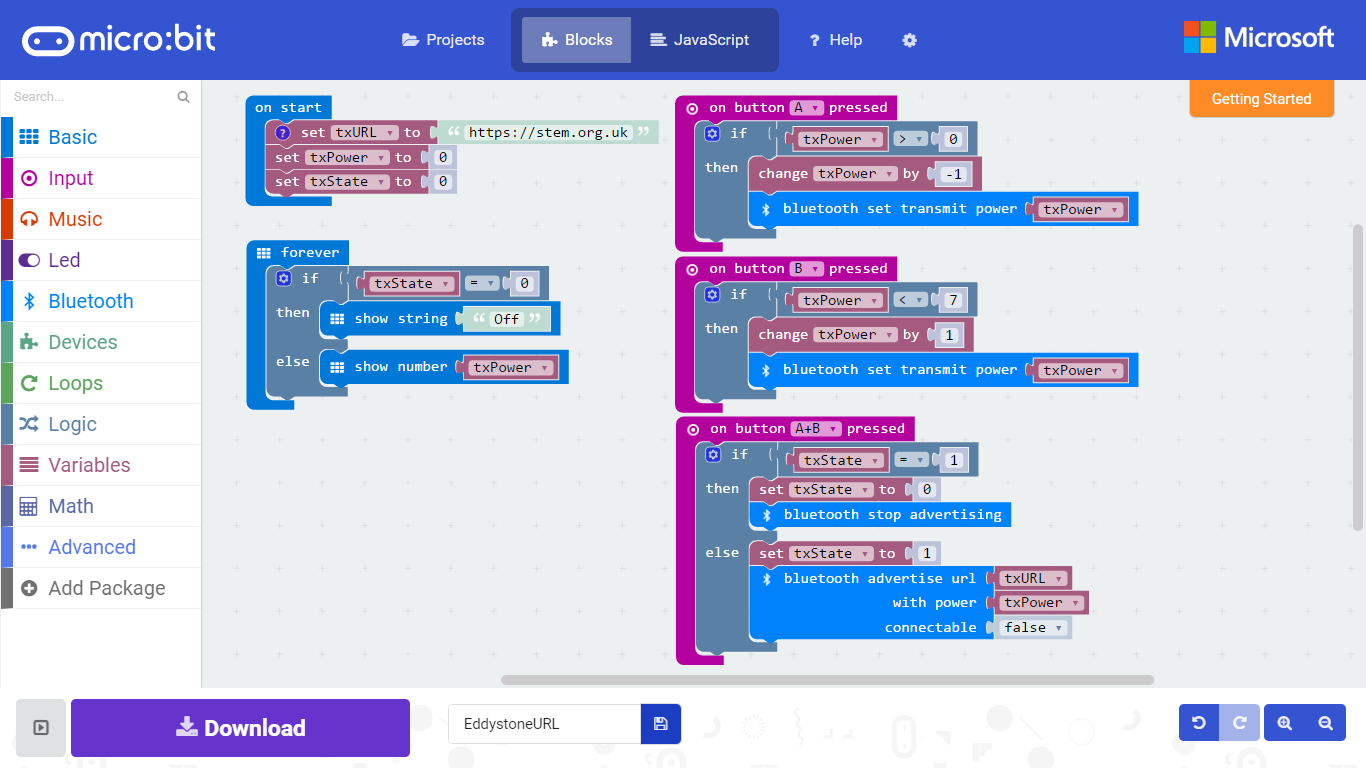 micro:bit
Projects
Blocks
JavaScript
? Help
Microsoft
Search...
Getting Started
Basic
Input
Music
Led
Bluetooth
Devices
Loops
Logic
Variables
Math
Advanced
Add Package
on start
? set txURL to “ https://stem.org.uk ”
set txPower to 0
set txState to 0
forever
if txState = 0
then show string “ Off ”
else show number txPower
on button A pressed
if txPower > 0
then change txPower by -1
bluetooth set transmit power txPower
on button B pressed
if txPower < 7
then change txPower by 1
bluetooth set transmit power txPower
on button A+B pressed
if txState = 1
then set txState to 0
bluetooth stop advertising
else set txState to 1
bluetooth advertise url txURL
with power txPower
connectable false
Download
EddystoneURL